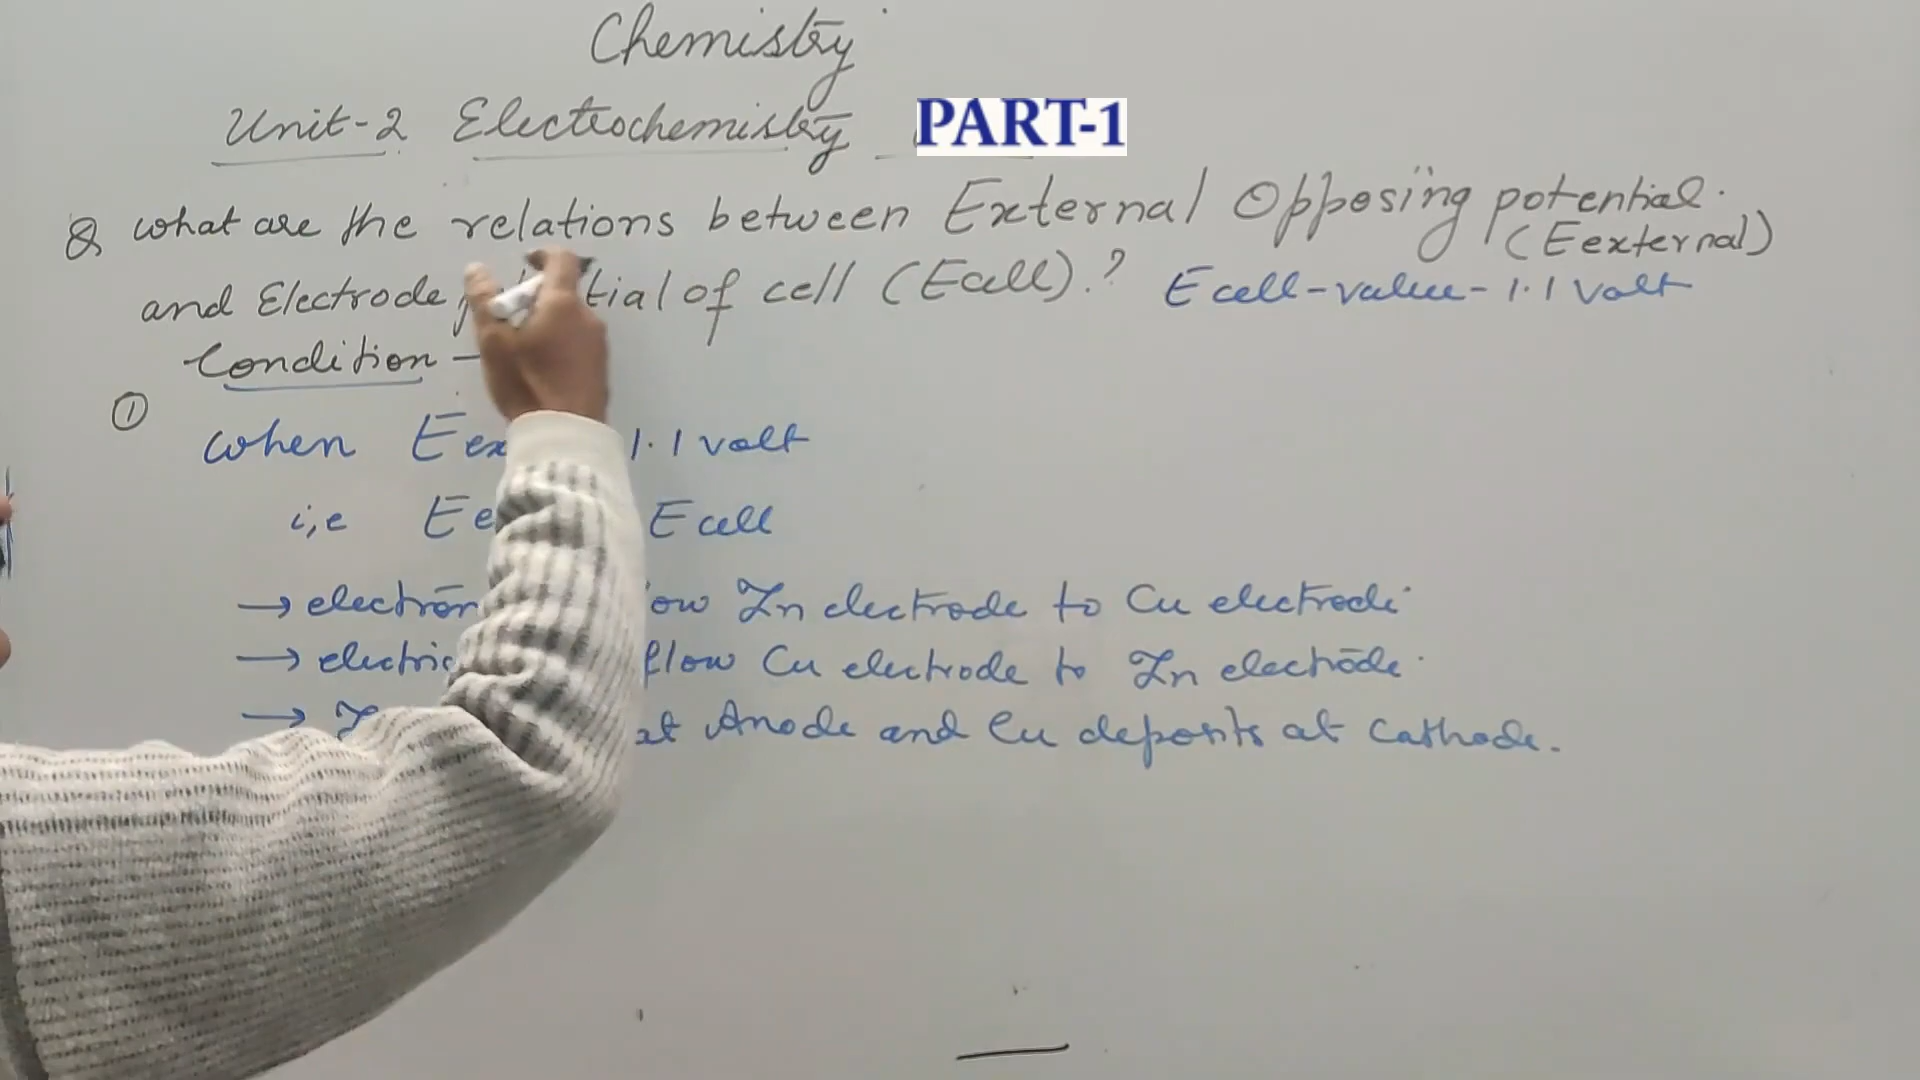 Chemistry
Unit-2 Electrochemistry PART-1
Q What are the relations between External Opposing potential.
(Eexternal)
and Electrode tial of cell (Ecell).? E cell-value-1.1 Volt
Condition -
① when Eex 1.1 volt
i,e Ee Ecell
→ electron ow Zn electrode to Cu electrode
→ electric flow Cu electrode to Zn electrode.
→ Z at Anode and Cu deposits at Cathode.